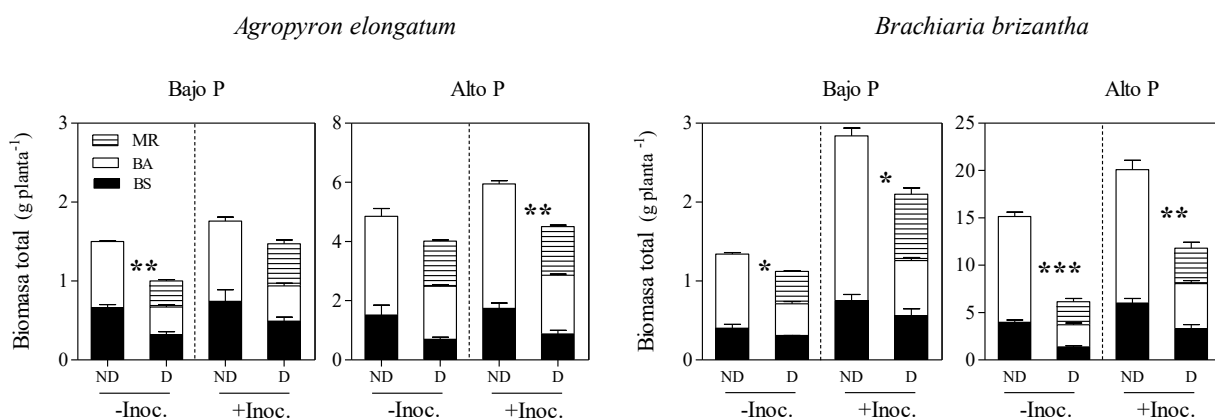 Agropyron elongatum Brachiaria brizantha
Bajo P Alto P Bajo P Alto P
Biomasa total (g planta⁻¹)
3
2
1
0
MR
BA
BS
**
ND D ND D
-Inoc. +Inoc.
8
6
4
2
0
**
ND D ND D
-Inoc. +Inoc.
Biomasa total (g planta⁻¹)
3
2
1
0
* *
ND D ND D
-Inoc. +Inoc.
25
20
15
10
5
0
*** **
ND D ND D
-Inoc. +Inoc.